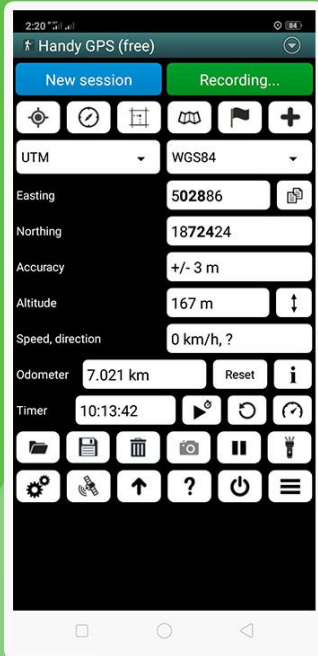 2:20
84
Handy GPS (free)
New session
Recording...
UTM
WGS84
Easting
502886
Northing
1872424
Accuracy
+/- 3 m
Altitude
167 m
Speed, direction
0 km/h, ?
Odometer
7.021 km
Reset
i
Timer
10:13:42
?